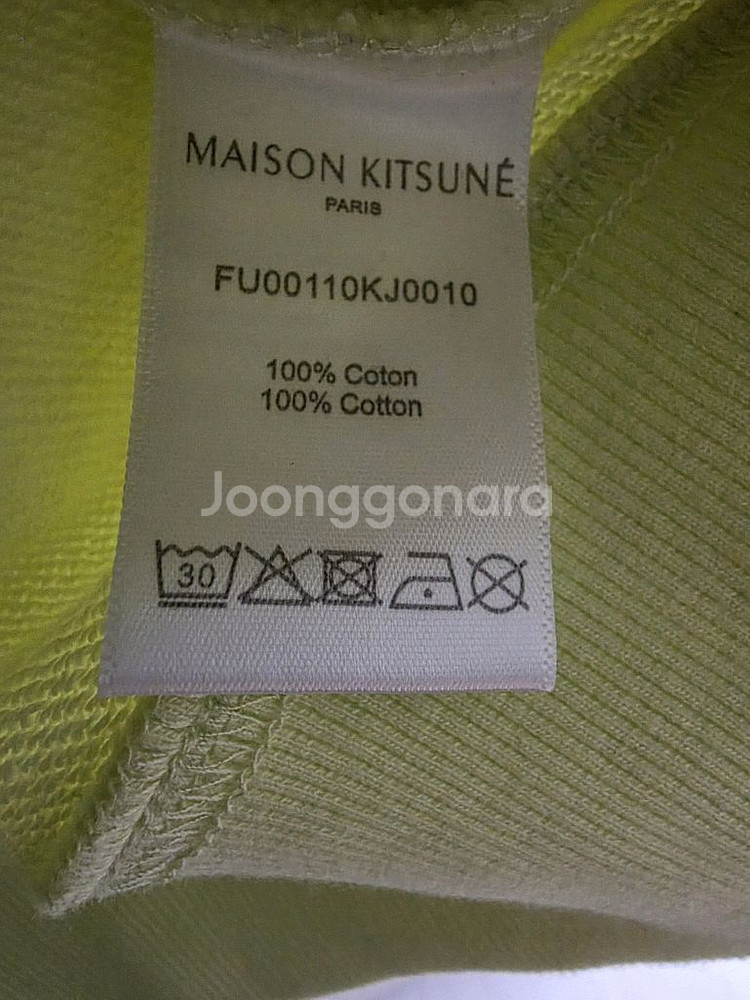 MAISON KITSUNÉ
PARIS
FU00110KJ0010
100% Coton
100% Cotton
Joonggonara
30